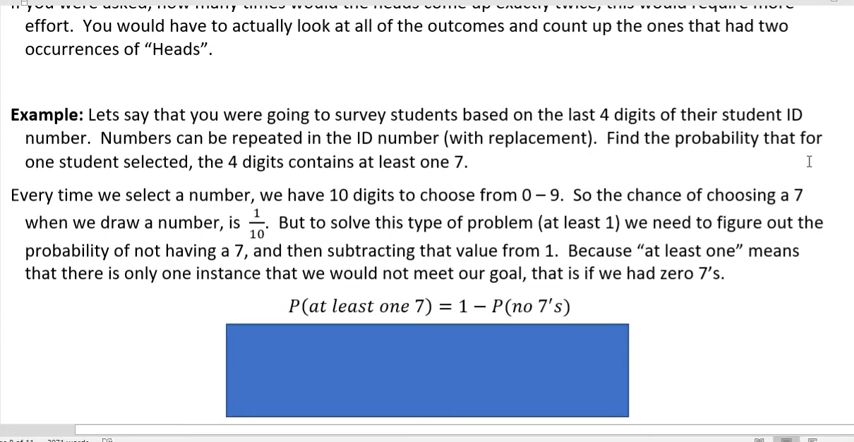 effort. You would have to actually look at all of the outcomes and count up the ones that had two
occurrences of “Heads”.
Example: Lets say that you were going to survey students based on the last 4 digits of their student ID
number. Numbers can be repeated in the ID number (with replacement). Find the probability that for
one student selected, the 4 digits contains at least one 7.
Every time we select a number, we have 10 digits to choose from 0 – 9. So the chance of choosing a 7
when we draw a number, is 1/10. But to solve this type of problem (at least 1) we need to figure out the
probability of not having a 7, and then subtracting that value from 1. Because “at least one” means
that there is only one instance that we would not meet our goal, that is if we had zero 7’s.
P(at least one 7) = 1 − P(no 7′s)